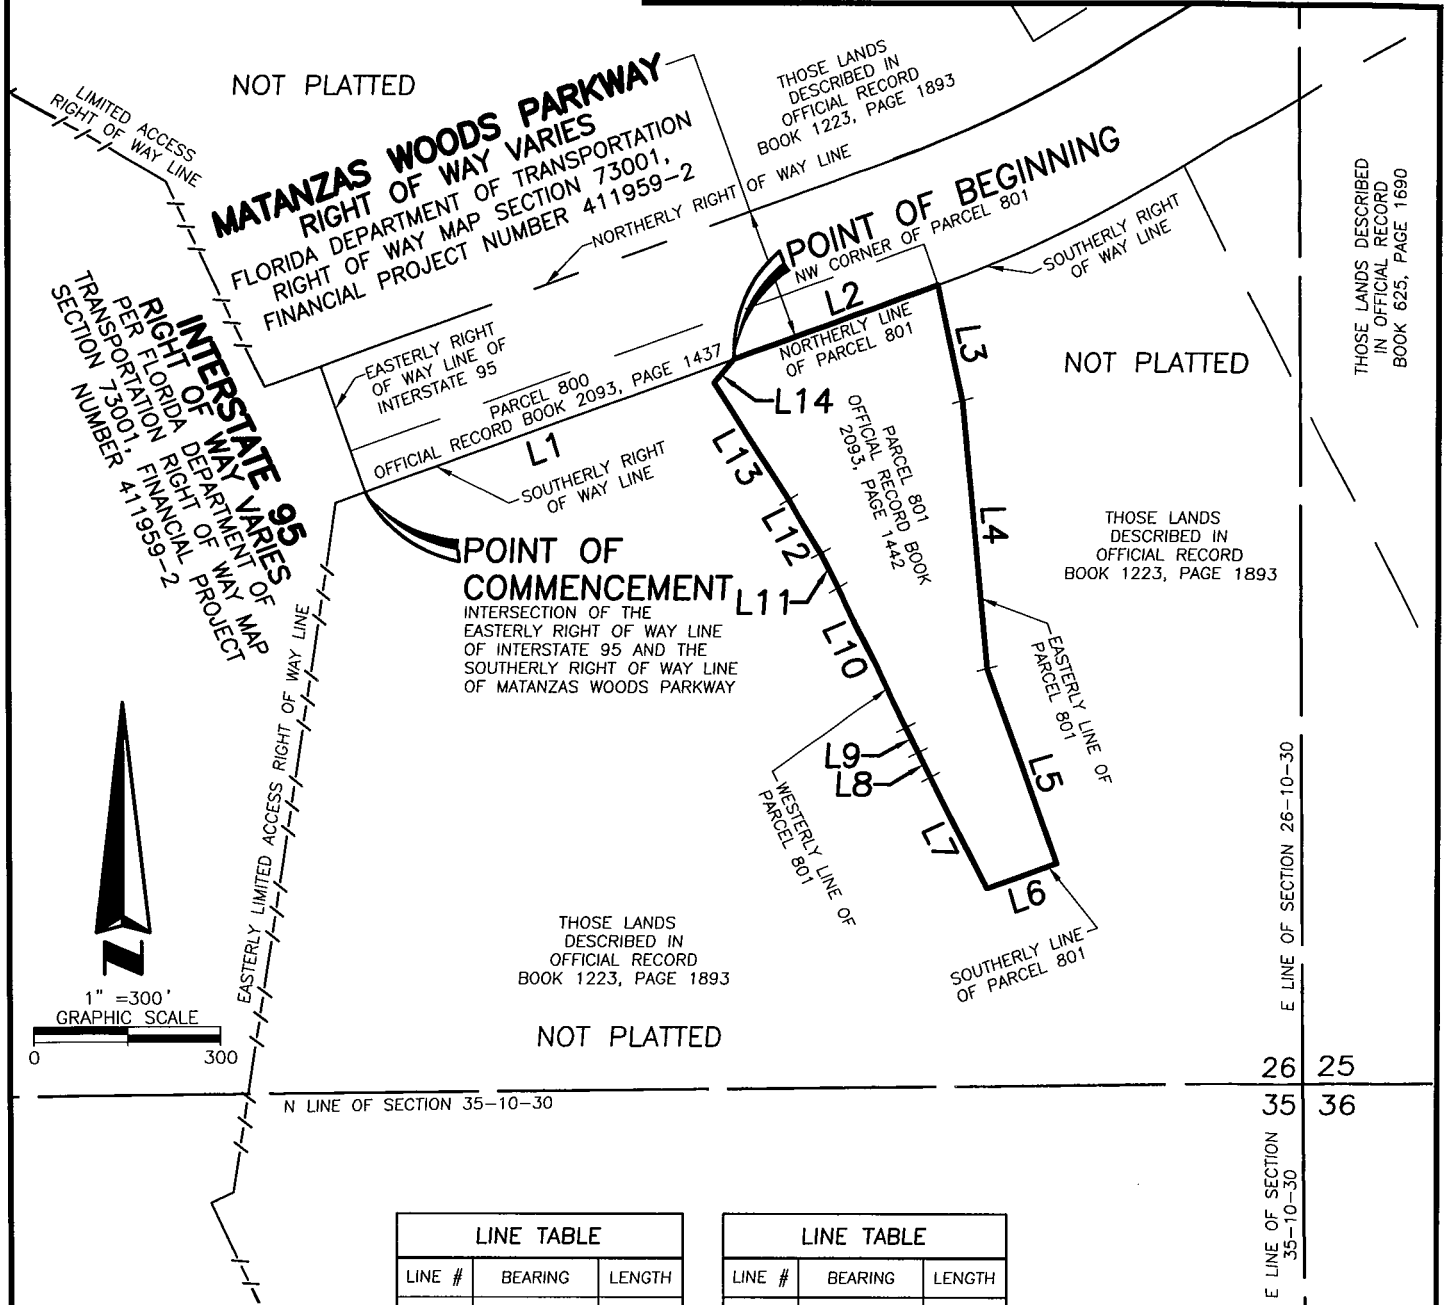 NOT PLATTED
LIMITED ACCESS
RIGHT OF WAY LINE
MATANZAS WOODS PARKWAY
RIGHT OF WAY VARIES
FLORIDA DEPARTMENT OF TRANSPORTATION
RIGHT OF WAY MAP SECTION 73001,
FINANCIAL PROJECT NUMBER 411959-2
THOSE LANDS
DESCRIBED IN
OFFICIAL RECORD
BOOK 1223, PAGE 1893
NORTHERLY RIGHT OF WAY LINE
POINT OF BEGINNING
NW CORNER OF PARCEL 801
SOUTHERLY RIGHT
OF WAY LINE
THOSE LANDS DESCRIBED
IN OFFICIAL RECORD
BOOK 625, PAGE 1690
INTERSTATE 95
RIGHT OF WAY VARIES
PER FLORIDA DEPARTMENT OF
TRANSPORTATION RIGHT OF WAY MAP
SECTION 73001, FINANCIAL PROJECT
NUMBER 411959-2
EASTERLY RIGHT
OF WAY LINE OF
INTERSTATE 95
PARCEL 800
OFFICIAL RECORD BOOK 2093, PAGE 1437
L1
SOUTHERLY RIGHT
OF WAY LINE
L2
NORTHERLY LINE
OF PARCEL 801
L3
NOT PLATTED
L14
L13
PARCEL 801
OFFICIAL RECORD BOOK
2093, PAGE 1442
L12
L4
THOSE LANDS
DESCRIBED IN
OFFICIAL RECORD
BOOK 1223, PAGE 1893
POINT OF
COMMENCEMENT
INTERSECTION OF THE
EASTERLY RIGHT OF WAY LINE
OF INTERSTATE 95 AND THE
SOUTHERLY RIGHT OF WAY LINE
OF MATANZAS WOODS PARKWAY
L11
L10
EASTERLY LINE OF
PARCEL 801
L9
L8
WESTERLY LINE OF
PARCEL 801
L5
L7
L6
SOUTHERLY LINE
OF PARCEL 801
EASTERLY LIMITED ACCESS RIGHT OF WAY LINE
E LINE OF SECTION 26-10-30
THOSE LANDS
DESCRIBED IN
OFFICIAL RECORD
BOOK 1223, PAGE 1893
NOT PLATTED
N
1" =300'
GRAPHIC SCALE
0 300
26 25
35 36
N LINE OF SECTION 35-10-30
E LINE OF SECTION
35-10-30
LINE TABLE
LINE # BEARING LENGTH
LINE TABLE
LINE # BEARING LENGTH